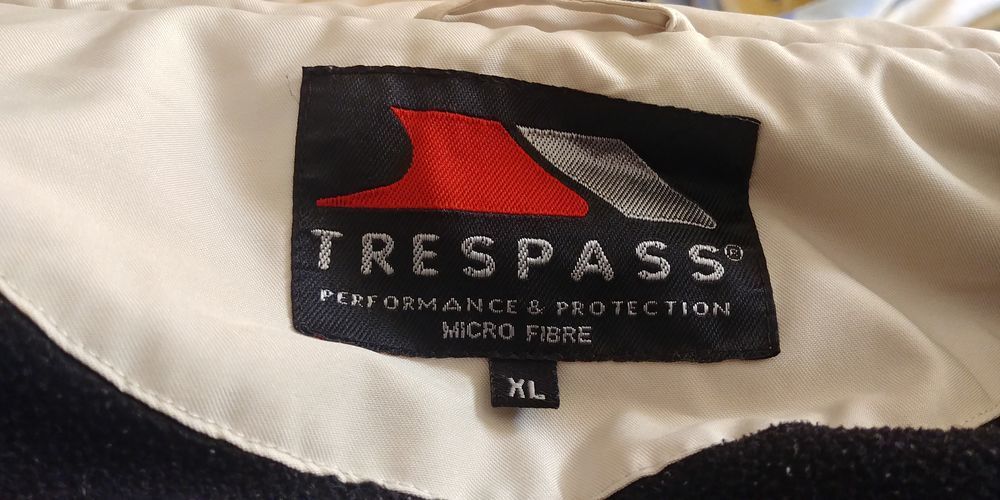 TRESPASS®
PERFORMANCE & PROTECTION
MICRO FIBRE
XL